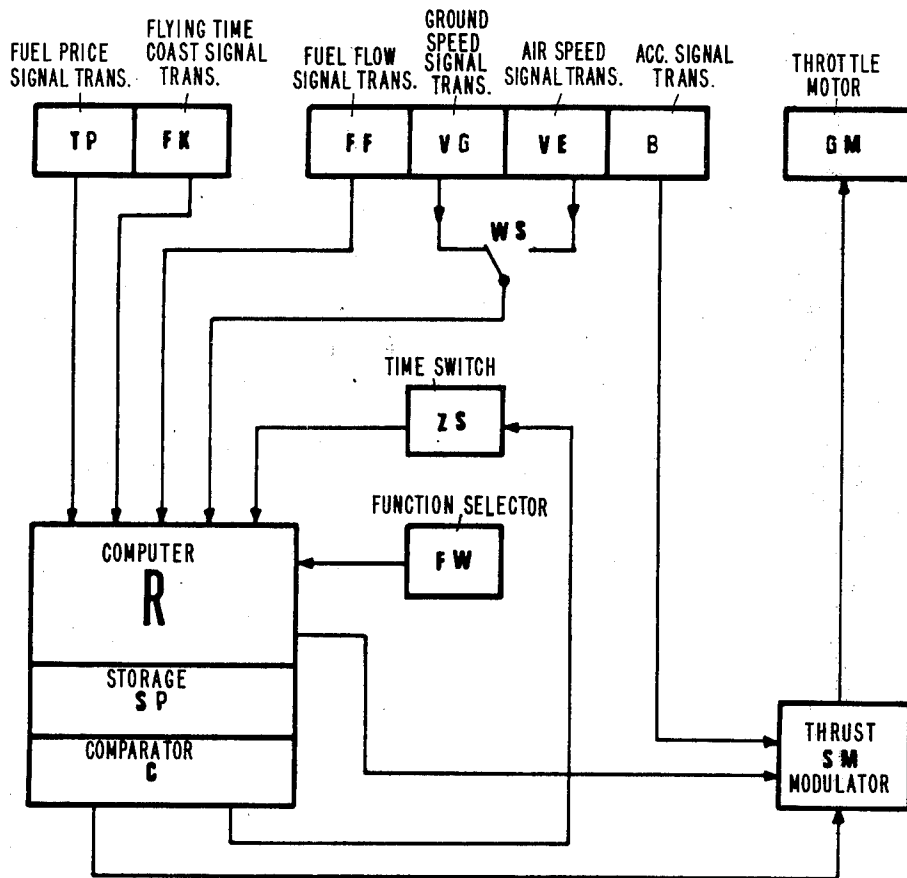 FUEL PRICE
SIGNAL TRANS.
FLYING TIME
COAST SIGNAL
TRANS.
FUEL FLOW
SIGNAL TRANS.
GROUND
SPEED
SIGNAL
TRANS.
AIR SPEED
SIGNAL TRANS.
ACC. SIGNAL
TRANS.
THROTTLE
MOTOR
TP
FK
FF
VG
VE
B
GM
WS
TIME SWITCH
ZS
FUNCTION SELECTOR
FW
COMPUTER
R
STORAGE
SP
COMPARATOR
C
THRUST
SM
MODULATOR